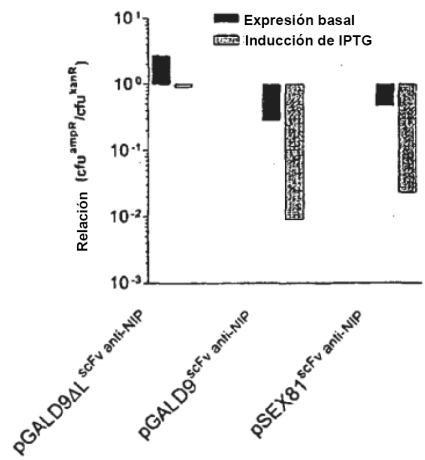 Expresión basal
Inducción de IPTG
10¹
10⁰
10⁻¹
10⁻²
10⁻³
Relación (cfu^ampR/cfu^kanR)
pGALD9ΔL^scFv anti-NIP
pGALD9^scFv anti-NIP
pSEX81^scFv anti-NIP